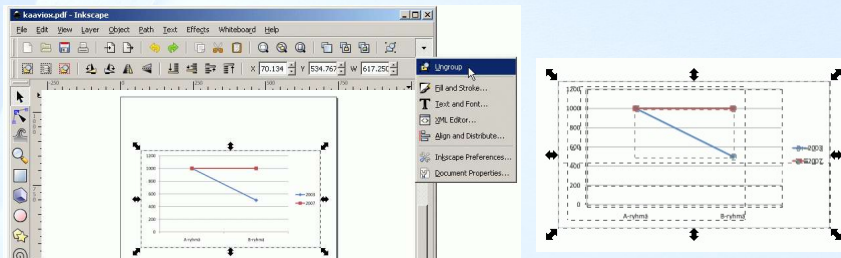 kaaviox.pdf - Inkscape
File Edit View Layer Object Path Text Effects Whiteboard Help
X 70.134 Y 534.767 W 617.250
Ungroup
Fill and Stroke...
Text and Font...
XML Editor...
Align and Distribute...
Inkscape Preferences...
Document Properties...
1200
1000
800
600
400
200
0
A-ryhmä B-ryhmä
2003
2007
1200
1000
800
600
400
200
0
A-ryhmä B-ryhmä
2003
2007